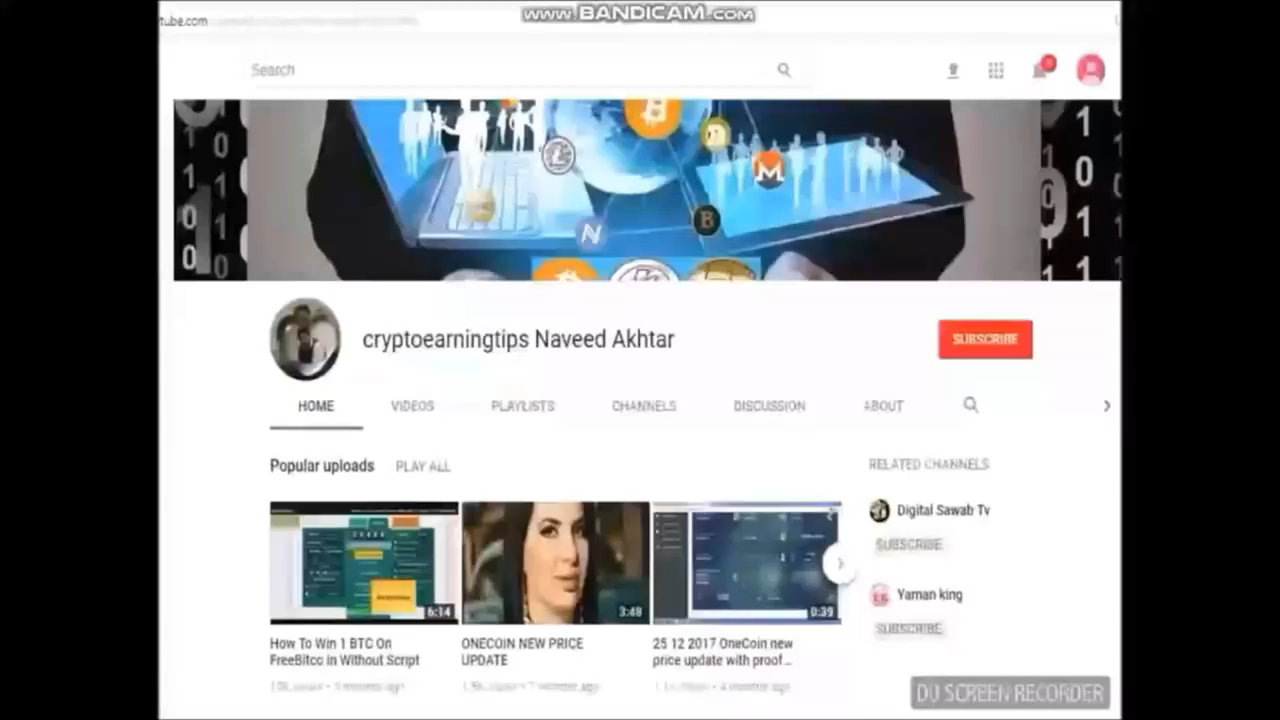 www.BANDICAM.com
tube.com
Search
cryptoearningtips Naveed Akhtar
SUBSCRIBE
HOME
VIDEOS
PLAYLISTS
CHANNELS
DISCUSSION
ABOUT
Popular uploads
PLAY ALL
RELATED CHANNELS
6:14
3:48
0:39
How To Win 1 BTC On
FreeBitco in Without Script
ONECOIN NEW PRICE
UPDATE
25 12 2017 OneCoin new
price update with proof...
Digital Sawab Tv
SUBSCRIBE
Yaman king
SUBSCRIBE
DU SCREEN RECORDER